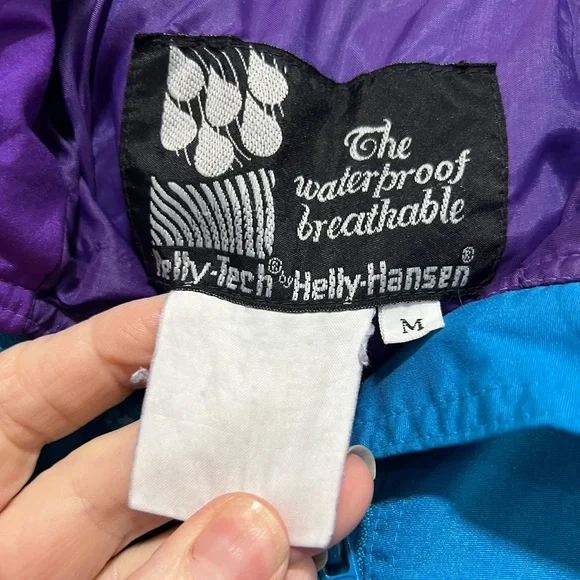 The
waterproof
breathable
Helly-Tech® by Helly-Hansen®
M